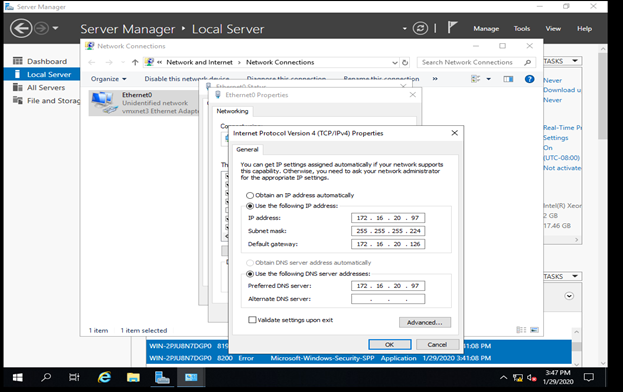 Server Manager
Server Manager • Local Server
Manage Tools View Help
Dashboard
Local Server
All Servers
File and Storag
Network Connections
« Network and Internet › Network Connections
Search Network Connections
Organize Disable this network device Diagnose this connection Rename this connection »
Ethernet0
Unidentified network
vmxnet3 Ethernet Adapte
Ethernet0 Status
Ethernet0 Properties
Networking
Internet Protocol Version 4 (TCP/IPv4) Properties
General
You can get IP settings assigned automatically if your network supports
this capability. Otherwise, you need to ask your network administrator
for the appropriate IP settings.
Obtain an IP address automatically
Use the following IP address:
IP address: 172 . 16 . 20 . 97
Subnet mask: 255 . 255 . 255 . 224
Default gateway: 172 . 16 . 20 . 126
Obtain DNS server address automatically
Use the following DNS server addresses:
Preferred DNS server: 172 . 16 . 20 . 97
Alternate DNS server: . . .
Validate settings upon exit
Advanced...
OK Cancel
TASKS
Never
Download u
Never
Real-Time Pr
Settings
On
(UTC-08:00)
Not activate
Intel(R) Xeor
2 GB
17.46 GB
TASKS
1 item 1 item selected
WIN-2PJU8N7DGP0 819
41:08 PM
WIN-2PJU8N7DGP0 8200 Error Microsoft-Windows-Security-SPP Application 1/29/2020 3:41:08 PM
3:47 PM
1/29/2020